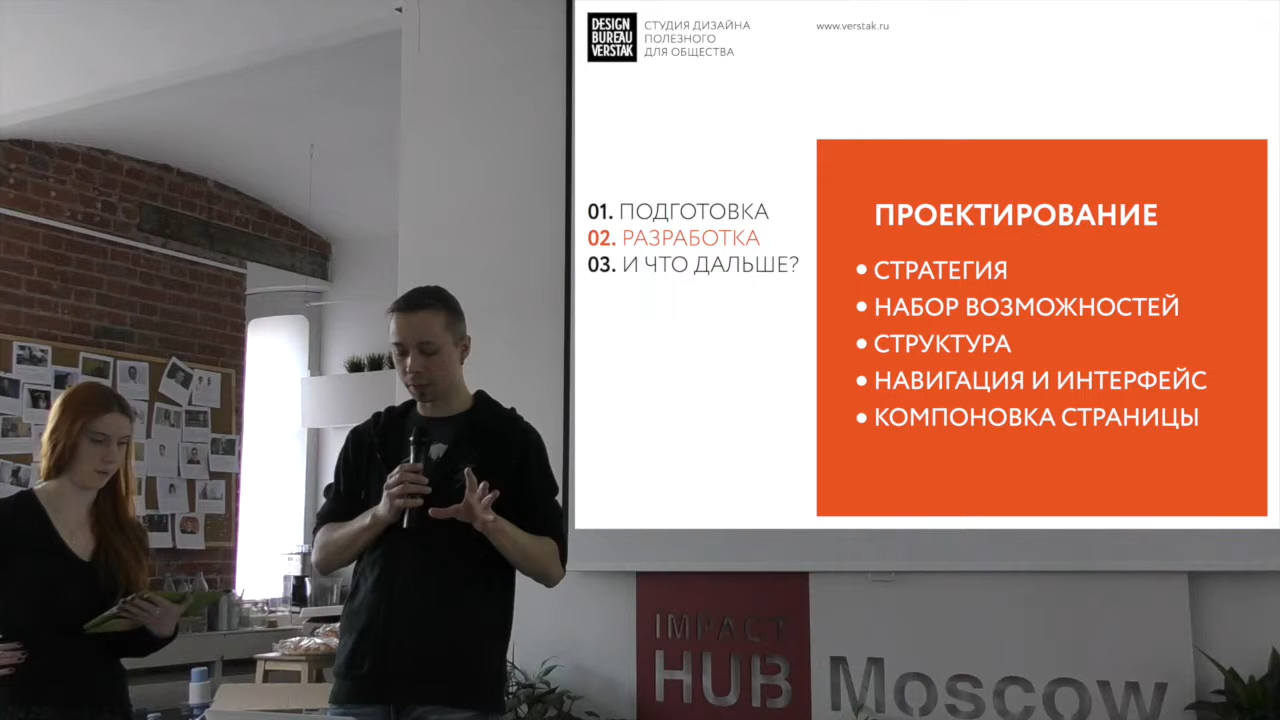 DESIGN
BUREAU
VERSTAK
СТУДИЯ ДИЗАЙНА
ПОЛЕЗНОГО
ДЛЯ ОБЩЕСТВА
www.verstak.ru
01. ПОДГОТОВКА
02. РАЗРАБОТКА
03. И ЧТО ДАЛЬШЕ?
ПРОЕКТИРОВАНИЕ
• СТРАТЕГИЯ
• НАБОР ВОЗМОЖНОСТЕЙ
• СТРУКТУРА
• НАВИГАЦИЯ И ИНТЕРФЕЙС
• КОМПОНОВКА СТРАНИЦЫ
IMPACT
HUB
Moscow